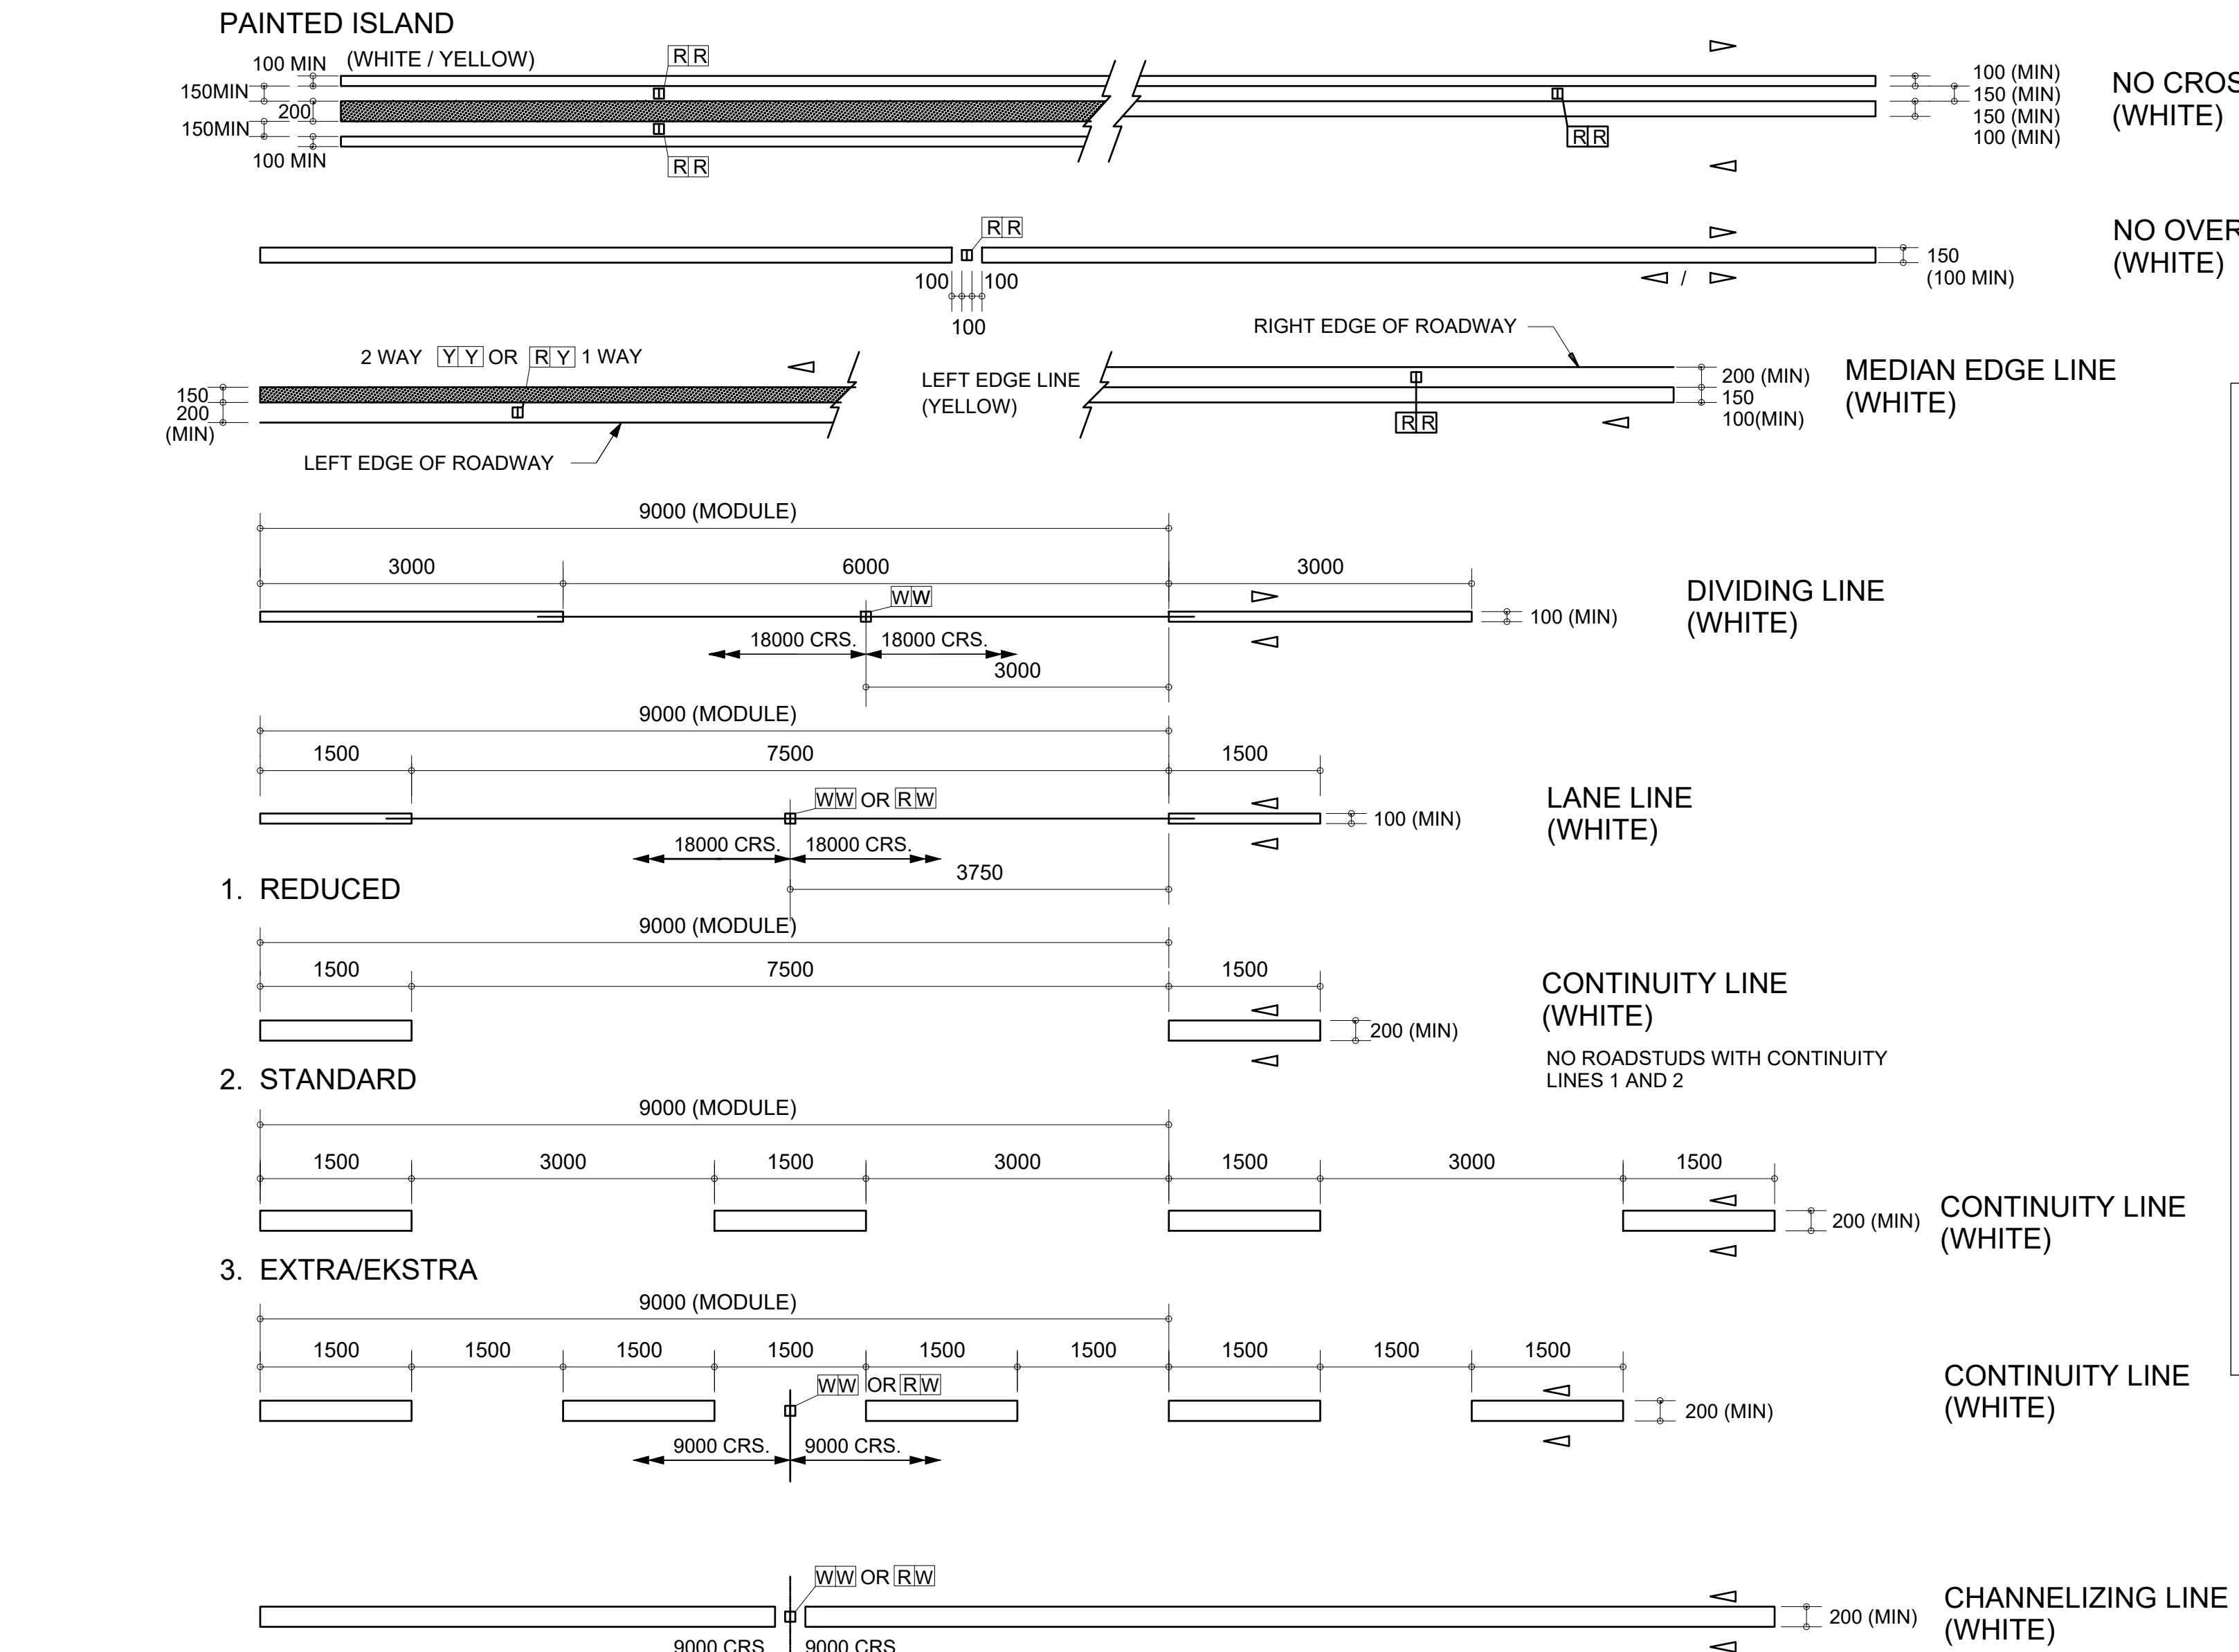 PAINTED ISLAND
(WHITE / YELLOW)
100 MIN
150MIN
200
150MIN
100 MIN
R R
R R
R R
100 (MIN)
150 (MIN)
150 (MIN)
100 (MIN)
NO CROS
(WHITE)
R R
100 100
100
/
150
(100 MIN)
NO OVER
(WHITE)
2 WAY Y Y OR R Y 1 WAY
150
200
(MIN)
LEFT EDGE OF ROADWAY
LEFT EDGE LINE
(YELLOW)
RIGHT EDGE OF ROADWAY
R R
200 (MIN)
150
100(MIN)
MEDIAN EDGE LINE
(WHITE)
9000 (MODULE)
3000 6000 3000
W W
18000 CRS. 18000 CRS.
3000
100 (MIN)
DIVIDING LINE
(WHITE)
9000 (MODULE)
1500 7500 1500
W W OR R W
18000 CRS. 18000 CRS.
3750
100 (MIN)
LANE LINE
(WHITE)
1. REDUCED
9000 (MODULE)
1500 7500 1500
200 (MIN)
CONTINUITY LINE
(WHITE)
NO ROADSTUDS WITH CONTINUITY
LINES 1 AND 2
2. STANDARD
9000 (MODULE)
1500 3000 1500 3000 1500 3000 1500
200 (MIN)
CONTINUITY LINE
(WHITE)
3. EXTRA/EKSTRA
9000 (MODULE)
1500 1500 1500 1500 1500 1500 1500 1500 1500
W W OR R W
9000 CRS. 9000 CRS.
200 (MIN)
CONTINUITY LINE
(WHITE)
W W OR R W
9000 CRS. 9000 CRS.
200 (MIN)
CHANNELIZING LINE
(WHITE)